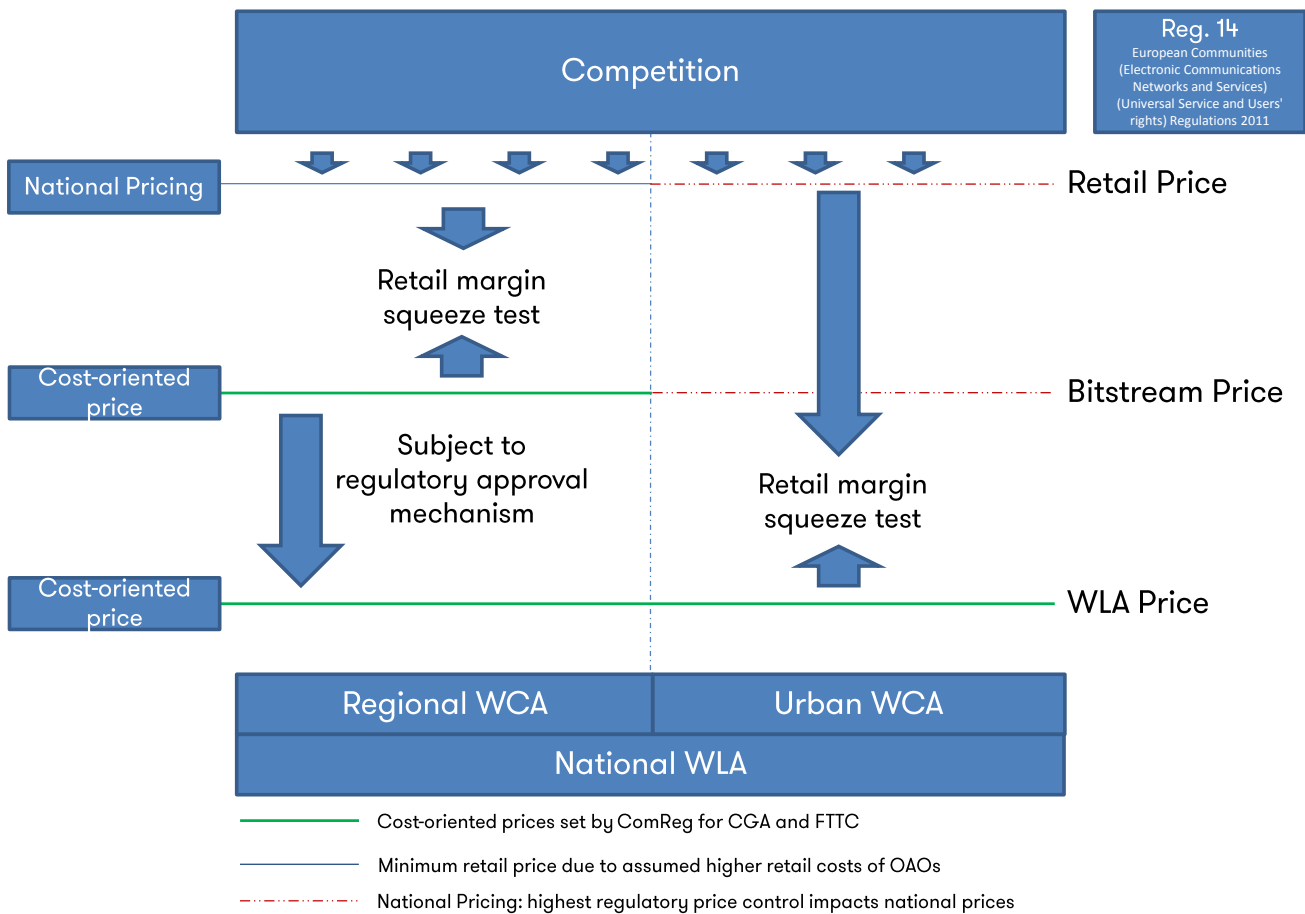 Competition
Reg. 14
European Communities
(Electronic Communications
Networks and Services)
(Universal Service and Users'
rights) Regulations 2011
National Pricing
Retail Price
Retail margin
squeeze test
Cost-oriented
price
Bitstream Price
Subject to
regulatory approval
mechanism
Retail margin
squeeze test
Cost-oriented
price
WLA Price
Regional WCA
Urban WCA
National WLA
Cost-oriented prices set by ComReg for CGA and FTTC
Minimum retail price due to assumed higher retail costs of OAOs
National Pricing: highest regulatory price control impacts national prices